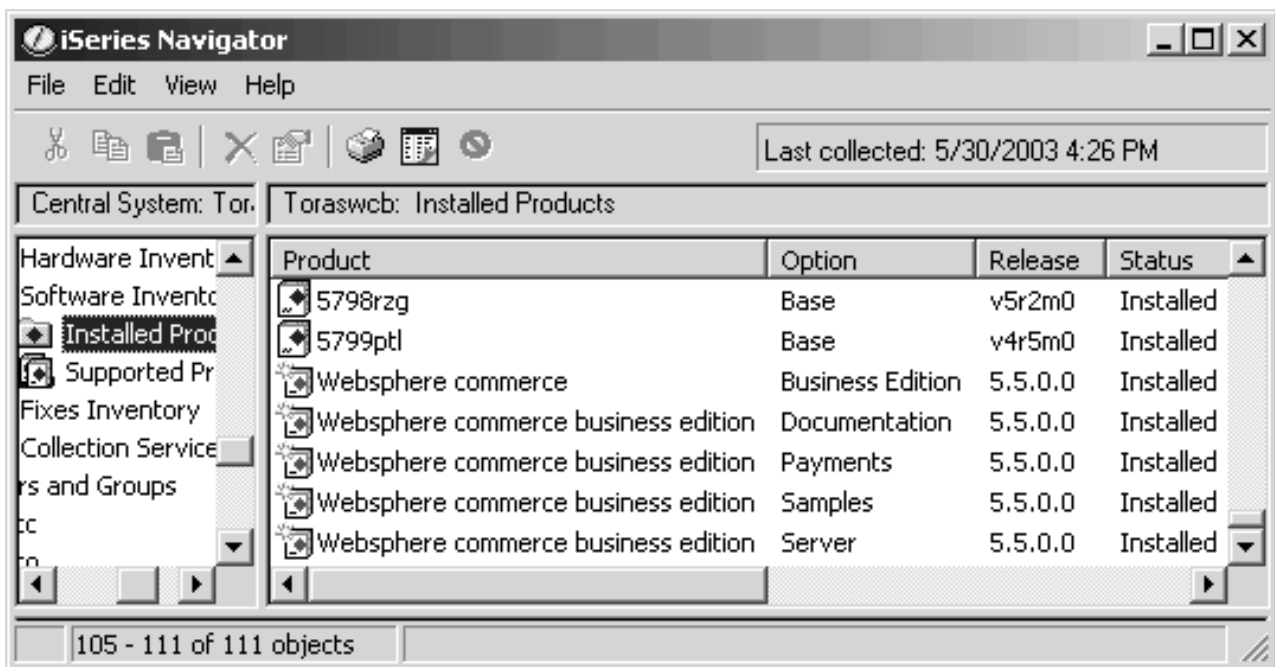 iSeries Navigator
File Edit View Help
Last collected: 5/30/2003 4:26 PM
Central System: Tor
Toraswcb: Installed Products
Hardware Invent
Software Invento
Installed Proc
Supported Pr
Fixes Inventory
Collection Service
rs and Groups
Product Option Release Status
5798rzg Base v5r2m0 Installed
5799ptl Base v4r5m0 Installed
Websphere commerce Business Edition 5.5.0.0 Installed
Websphere commerce business edition Documentation 5.5.0.0 Installed
Websphere commerce business edition Payments 5.5.0.0 Installed
Websphere commerce business edition Samples 5.5.0.0 Installed
Websphere commerce business edition Server 5.5.0.0 Installed
105 - 111 of 111 objects